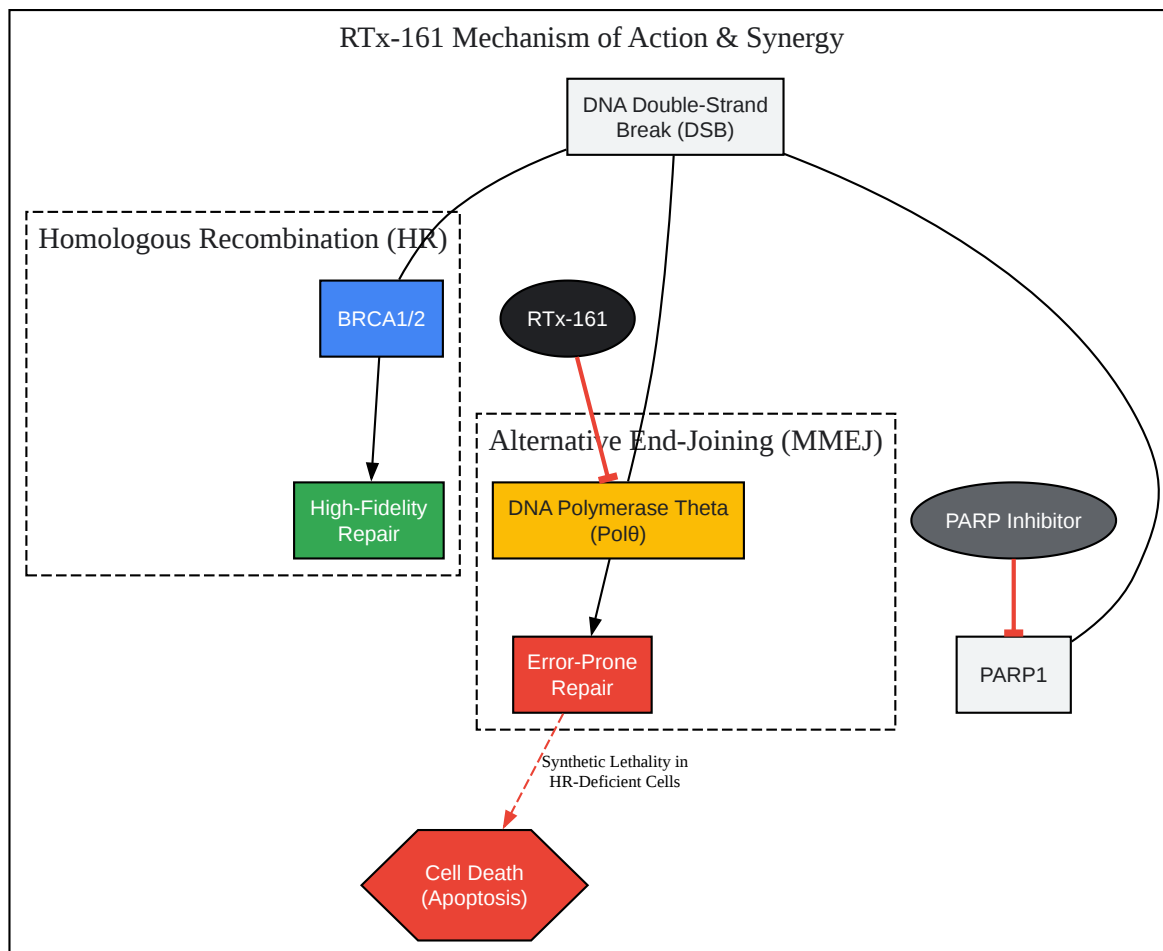 RTx-161 Mechanism of Action & Synergy
DNA Double-Strand
Break (DSB)
Homologous Recombination (HR)
BRCA1/2
RTx-161
Alternative End-Joining (MMEJ)
High-Fidelity
Repair
DNA Polymerase Theta
(Polθ)
PARP Inhibitor
Error-Prone
Repair
PARP1
Synthetic Lethality in
HR-Deficient Cells
Cell Death
(Apoptosis)